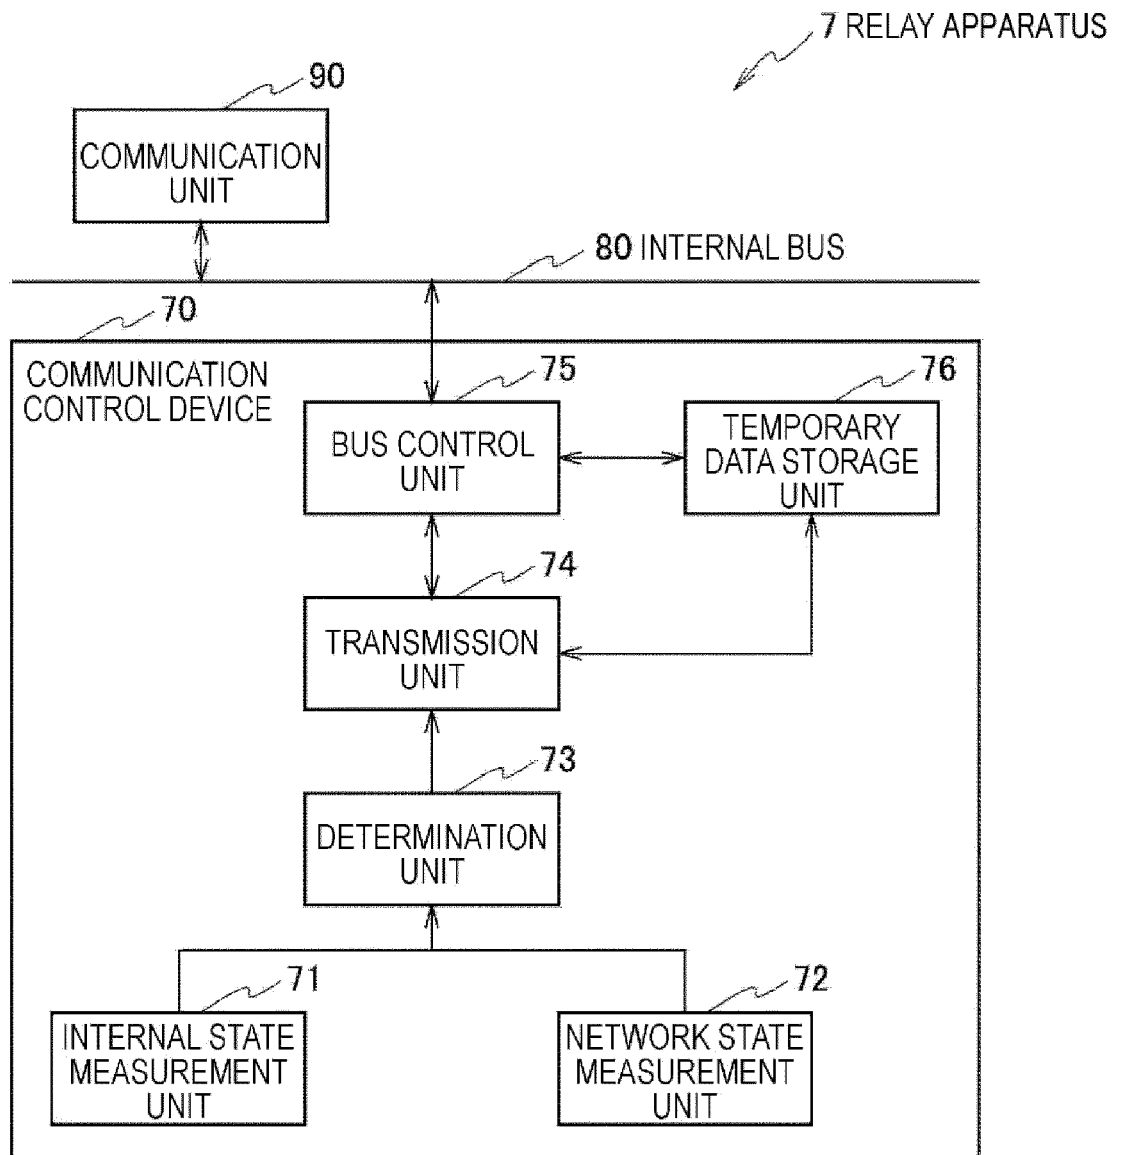 7 RELAY APPARATUS
90
COMMUNICATION
UNIT
80 INTERNAL BUS
70
COMMUNICATION
CONTROL DEVICE
75
BUS CONTROL
UNIT
76
TEMPORARY
DATA STORAGE
UNIT
74
TRANSMISSION
UNIT
73
DETERMINATION
UNIT
71
INTERNAL STATE
MEASUREMENT
UNIT
72
NETWORK STATE
MEASUREMENT
UNIT